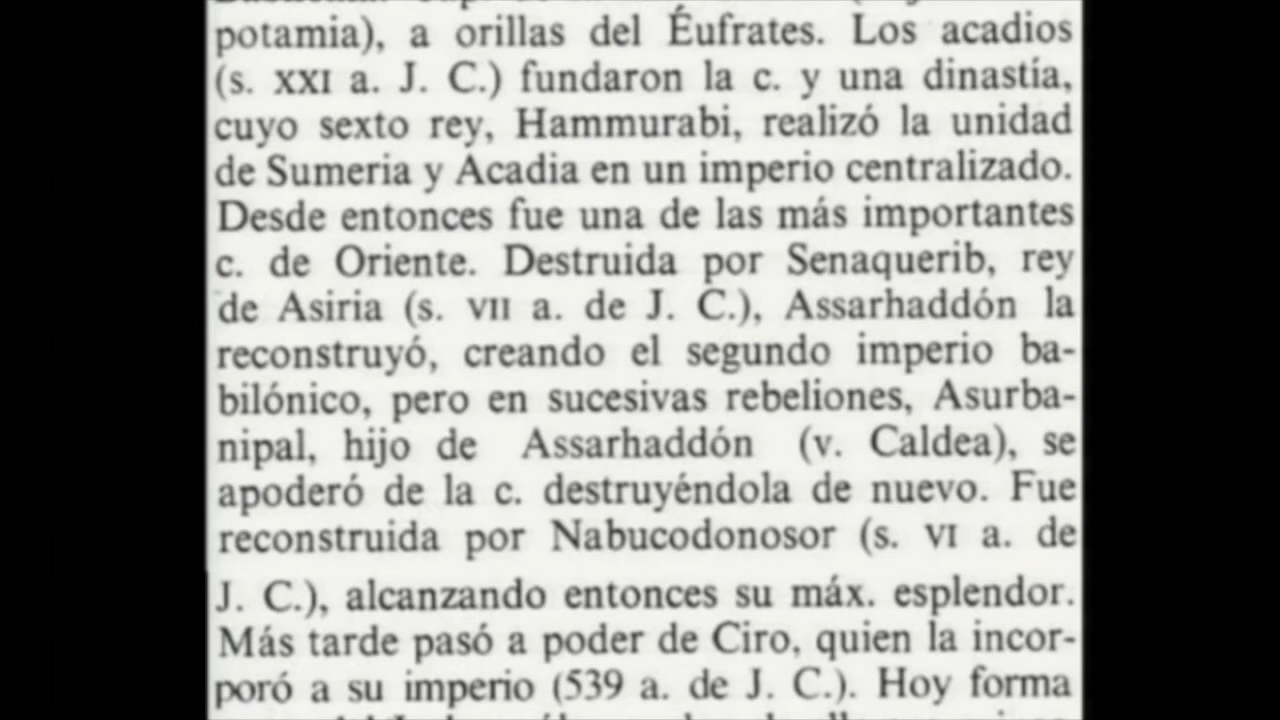 potamia), a orillas del Éufrates. Los acadios
(s. XXI a. J. C.) fundaron la c. y una dinastía,
cuyo sexto rey, Hammurabi, realizó la unidad
de Sumeria y Acadia en un imperio centralizado.
Desde entonces fue una de las más importantes
c. de Oriente. Destruida por Senaquerib, rey
de Asiria (s. VII a. de J. C.), Assarhaddón la
reconstruyó, creando el segundo imperio ba-
bilónico, pero en sucesivas rebeliones, Asurba-
nipal, hijo de Assarhaddón (v. Caldea), se
apoderó de la c. destruyéndola de nuevo. Fue
reconstruida por Nabucodonosor (s. VI a. de
J. C.), alcanzando entonces su máx. esplendor.
Más tarde pasó a poder de Ciro, quien la incor-
poró a su imperio (539 a. de J. C.). Hoy forma